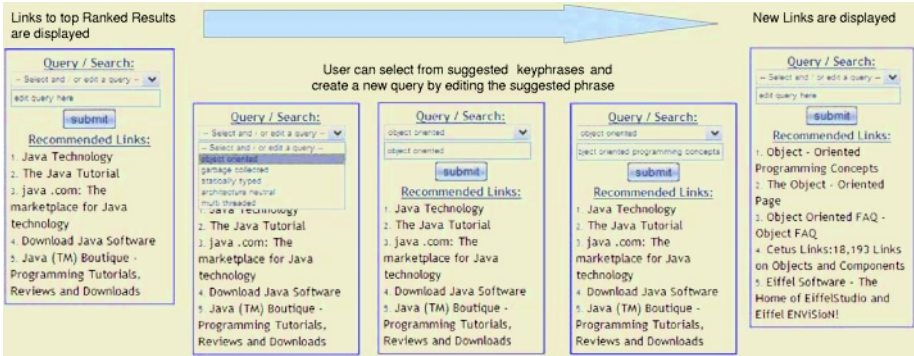 Links to top Ranked Results
are displayed
New Links are displayed
User can select from suggested keyphrases and
create a new query by editing the suggested phrase
Query / Search:
-- Select and / or edit a query --
edit query here
submit
Recommended Links:
1. Java Technology
2. The Java Tutorial
3. java .com: The
marketplace for Java
technology
4. Download Java Software
5. Java (TM) Boutique -
Programming Tutorials,
Reviews and Downloads
Query / Search:
-- Select and / or edit a query --
-- Select and / or edit a query --
object oriented
garbage collected
statically typed
architecture neutral
multi threaded
1. Java Technology
2. The Java Tutorial
3. java .com: The
marketplace for Java
technology
4. Download Java Software
5. Java (TM) Boutique -
Programming Tutorials,
Reviews and Downloads
Query / Search:
object oriented
object oriented
submit
Recommended Links:
1. Java Technology
2. The Java Tutorial
3. java .com: The
marketplace for Java
technology
4. Download Java Software
5. Java (TM) Boutique -
Programming Tutorials,
Reviews and Downloads
Query / Search:
object oriented
bject oriented programming concepts
submit
Recommended Links:
1. Java Technology
2. The Java Tutorial
3. java .com: The
marketplace for Java
technology
4. Download Java Software
5. Java (TM) Boutique -
Programming Tutorials,
Reviews and Downloads
Query / Search:
-- Select and / or edit a query --
edit query here
submit
Recommended Links:
1. Object - Oriented
Programming Concepts
2. The Object - Oriented
Page
3. Object Oriented FAQ -
Object FAQ
4. Cetus Links:18,193 Links
on Objects and Components
5. Eiffel Software - The
Home of EiffelStudio and
Eiffel ENViSioN!